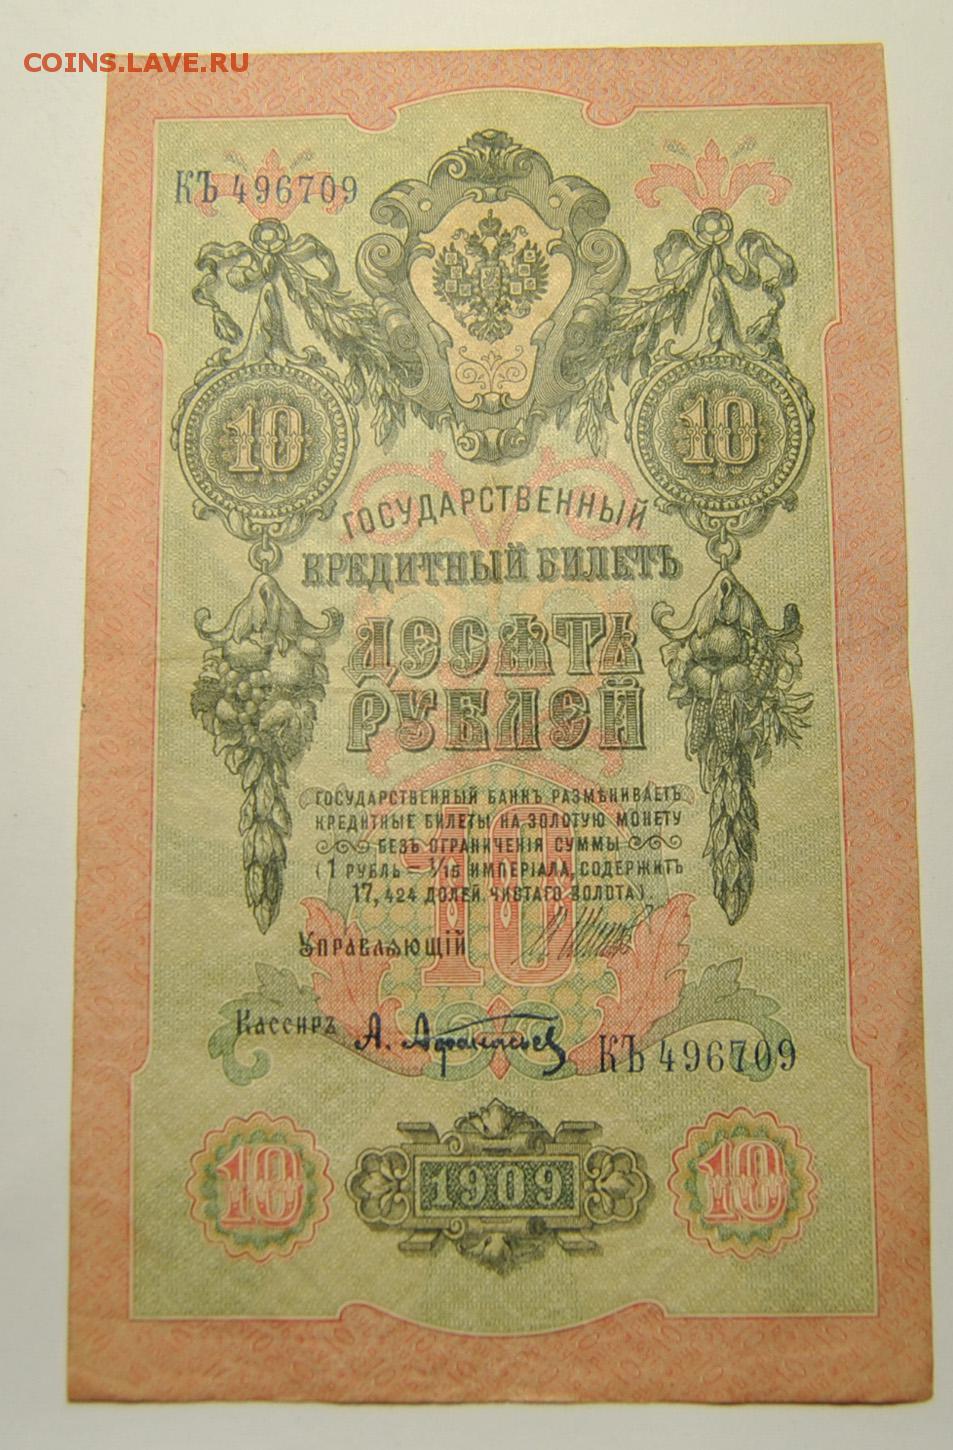 COINS.LAVE.RU
КЪ 496709
10 10
ГОСУДАРСТВЕННЫЙ
КРЕДИТНЫЙ БИЛЕТЪ
ДЕСЯТЬ
РУБЛЕЙ
ГОСУДАРСТВЕННЫЙ БАНКЪ РАЗМѢНИВАЕТЪ
КРЕДИТНЫЕ БИЛЕТЫ НА ЗОЛОТУЮ МОНЕТУ
БЕЗЪ ОГРАНИЧЕНІЯ СУММЫ
(1 РУБЛЬ = 1/15 ИМПЕРІАЛА, СОДЕРЖИТЪ
17,424 ДОЛЕЙ ЧИСТАГО ЗОЛОТА).
10
Управляющій
Кассиръ А. Афанасьев
КЪ 496709
10 1909 10